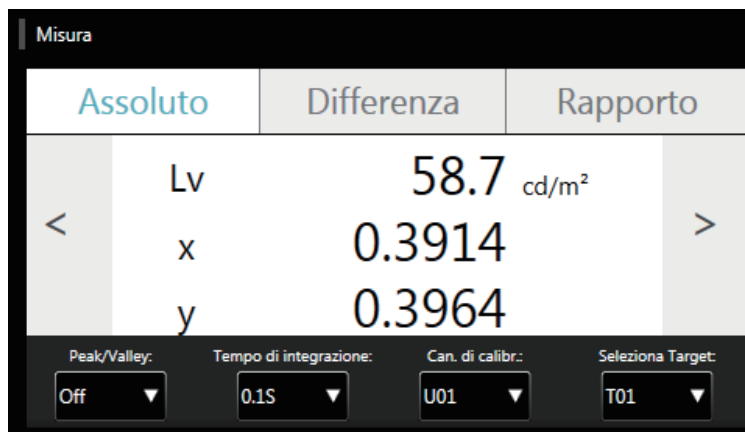 Misura
Assoluto Differenza Rapporto
Lv 58.7 cd/m²
< >
x 0.3914
y 0.3964
Peak/Valley: Tempo di integrazione: Can. di calibr.: Seleziona Target:
Off ▼ 0.1S ▼ U01 ▼ T01 ▼